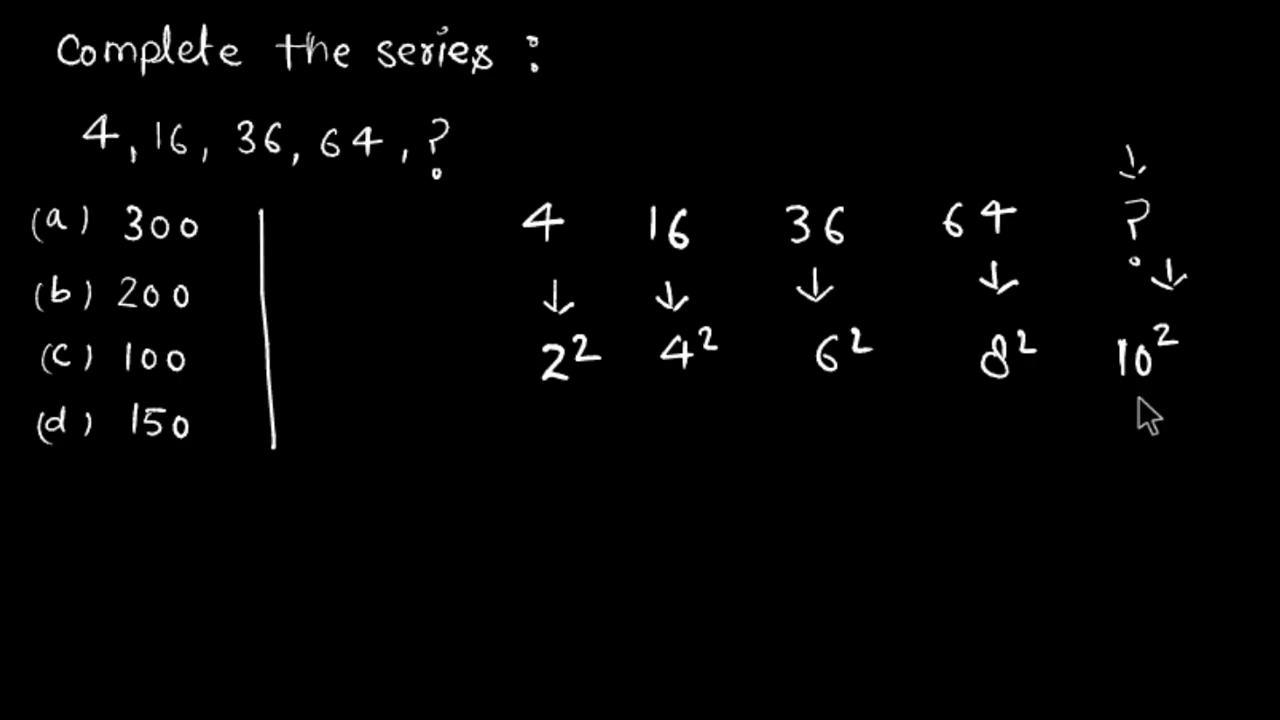 Complete the series :
4, 16, 36, 64, ?
(a) 300
(b) 200
(c) 100
(d) 150
4 16 36 64 ?
2² 4² 6² 8² 10²